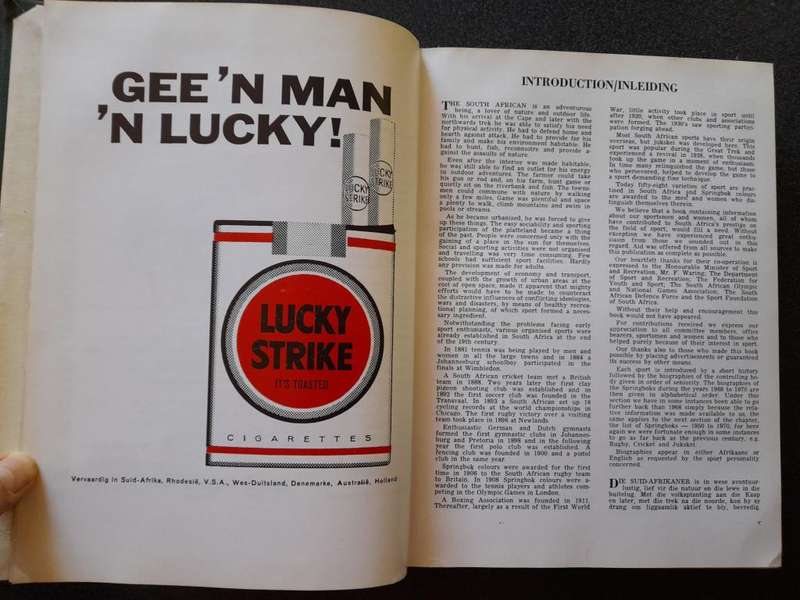 GEE 'N MAN
'N LUCKY!
LUCKY
STRIKE
LUCKY
STRIKE
LUCKY
STRIKE
IT'S TOASTED
CIGARETTES
Vervaardig in Suid-Afrika, Rhodesië, V.S.A., Wes-Duitsland, Denemarke, Australië, Holland
INTRODUCTION/INLEIDING
THE SOUTH AFRICAN is an adventurous
being, a lover of nature and outdoor life.
With his arrival at the Cape and later with the
northwards trek he was able to satisfy his need
for physical activity. He had to defend home and
hearth against attack. He had to provide for his
family and make his environment habitable. He
had to hunt fish, reconnoitre and provide a-
gainst the assaults of nature.
Even after the interior was made habitable,
he was still able to find an outlet for his energy
in outdoor adventures. The farmer could take
his gun or rod and, on his farm, hunt game or
quietly sit on the riverbank and fish. The towns
men could commune with nature by walking
only a few miles. Game was plentiful and space
a plenty to walk, climb mountains and swim in
pools or streams.
As he became urbanised, he was forced to give
up these things. The easy sociability and sporting
participation of the platteland became a thing
of the past. People were concerned only with the
gaining of a place in the sun for themselves.
Social and sporting activities were not organised
and travelling was very time consuming. Few
schools had sufficient sport facilities. Hardly
any provision was made for adults.
The development of economy and transport,
coupled with the growth of urban areas at the
cost of open space, made it apparent that mighty
efforts would have to be made to counteract
the distractive influences of conflicting ideologies,
wars and disasters, by means of healthy recrea-
tional planning, of which sport formed a neces-
sary ingredient.
Notwithstanding the problems facing early
sport enthusiasts, various organised sports were
already established in South Africa at the end
of the 19th century.
In 1881 tennis was being played by men and
women in all the large towns and in 1884 a
Johannesburg schoolboy participated in the
finals at Wimbledon.
A South African cricket team met a British
team in 1888. Two years later the first clay
pigeon shooting club was established and in
1892 the first soccer club was founded in the
Transvaal. In 1893 a South African set up 18
cycling records at the world championships in
Chicago. The first rugby victory over a visiting
team took place in 1896 at Newlands.
Enthusiastic German and Dutch gymnasts
formed the first gymnastic clubs in Johannes-
burg and Pretoria in 1898 and in the following
year the first polo club was established. A
fencing club was founded in 1900 and a pistol
club in the same year.
Springbok colours were awarded for the first
time in 1906 to the South African rugby team
to Britain. In 1908 Springbok colours were a-
warded to the tennis players and athletes com-
peting in the Olympic Games in London.
A Boxing Association was founded in 1911.
Thereafter, largely as a result of the First World
War, little activity took place in sport until
after 1920, when other clubs and associations
were formed. The 1930's saw sporting partici-
pation forging ahead.
Most South African sports have their origin
overseas, but jukskei was developed here. This
sport was popular during the Great Trek and
experienced a revival in 1938, when thousands
took up the game in a moment of enthusiasm.
In time many relinquished the game, but those
who persevered, helped to develop the game to
a sport demanding fine technique.
Today fifty-eight varieties of sport are prac-
tised in South Africa and Springbok colours
are awarded to the men and women who dis-
tinguish themselves therein.
We believe that a book containing information
about our sportsmen and women, all of whom
have contributed to South Africa's prestige on
the field of sport, would fill a need. Without
exception we have experienced great enthu-
siasm from those we sounded out in this
regard. Aid was offered from all sources to make
this publication as complete as possible.
Our heartfelt thanks for their co-operation is
expressed to the Honourable Minister of Sport
and Recreation, Mr. F. Waring; The Department
of Sport and Recreation; The Federation for
Youth and Sport; The South African Olympic
and National Games Association; The South
African Defence Force and the Sport Foundation
of South Africa.
Without their help and encouragement this
book would not have appeared.
For contributions received we express our
appreciation to all committee members, office
bearers, sportsmen and women and to those who
helped purely because of their interest in sport.
Our thanks also to those who made this book
possible by placing advertisements or guaranteed
its success by other means.
Each sport is introduced by a short history
followed by the biographies of the controlling bo-
dy given in order of seniority. The biographies of
the Springboks during the years 1968 to 1970 are
then given in alphabetical order. Under this
section we have in some instances been able to go
further back than 1968 simply because the rele-
vant information was made available to us; the
same applies to the next section of the chapter,
the list of Springboks — 1950 to 1970, for here
again we were fortunate enough in some instances
to go as far back as the previous century, e.g.
Rugby, Cricket and Jukskei.
Biographies appear in either Afrikaans or
English as requested by the sport personality
concerned.
DIE SUID-AFRIKANER is in wese avontuur-
lustig, lief vir die natuur en die lewe in die
buitelug. Met die volksplanting aan die Kaap
en later, met die trek na die noorde, kon hy sy
drang om liggaamlik aktief te bly, bevredig
v